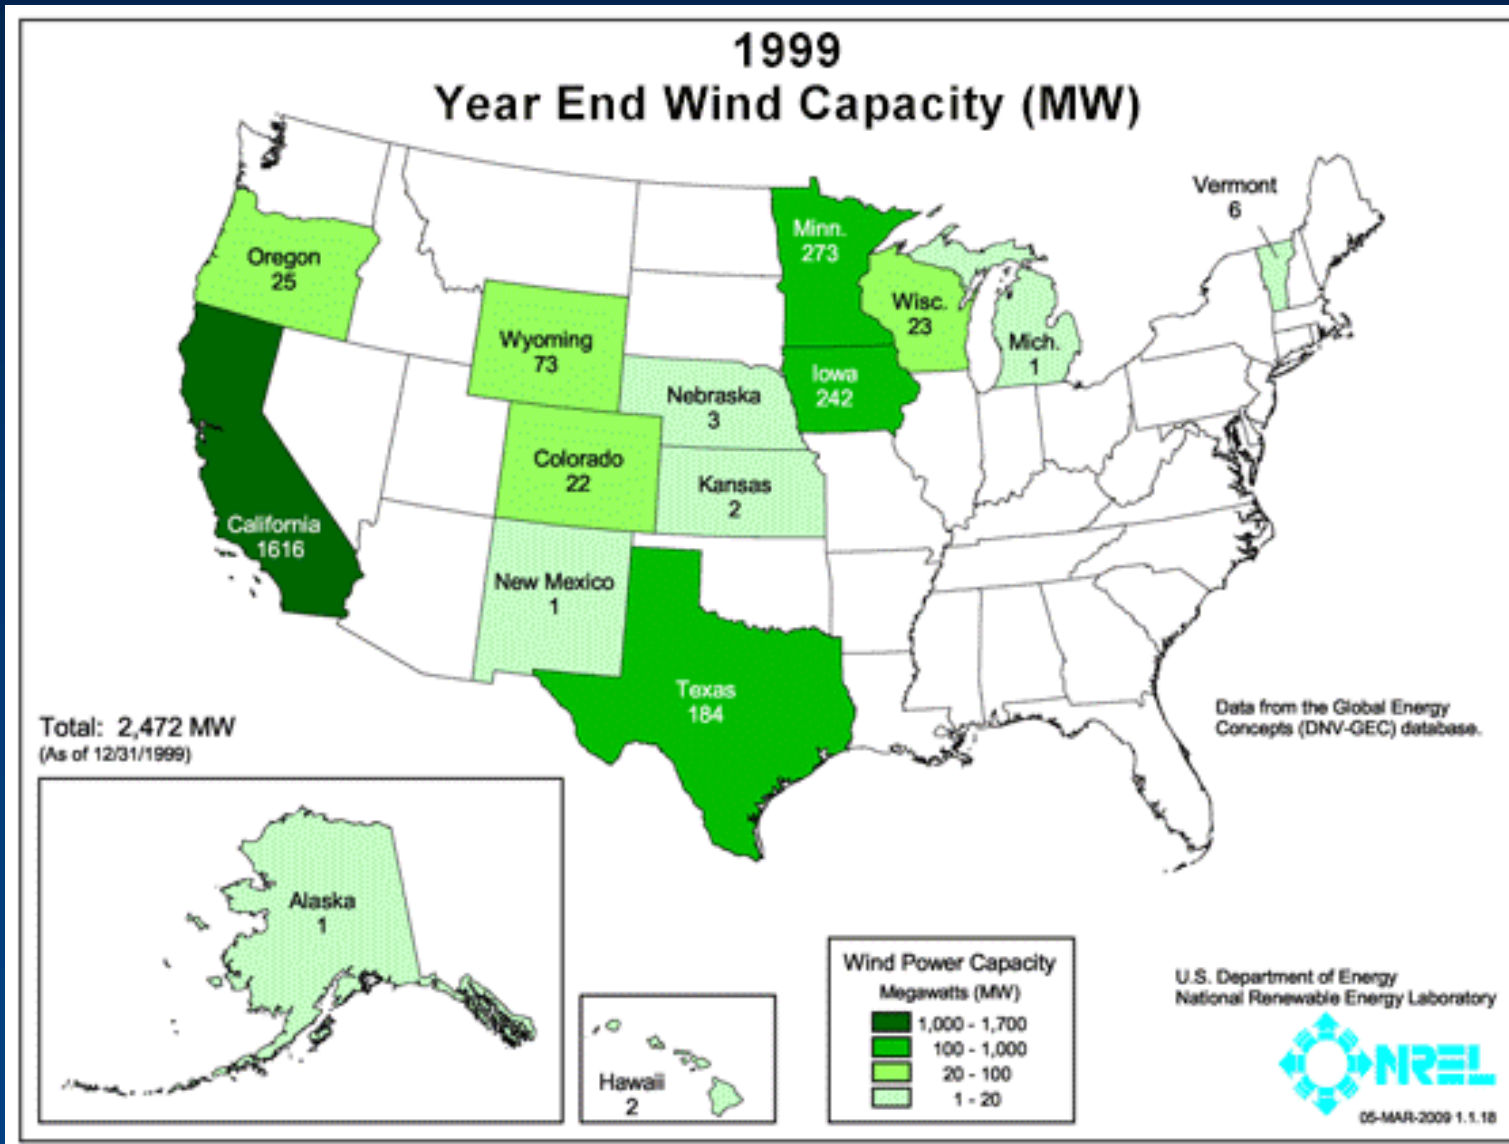 1999
Year End Wind Capacity (MW)
Vermont
6
Minn.
273
Oregon
25
Wisc.
23
Wyoming
73
Mich.
1
Iowa
242
Nebraska
3
Colorado
22
Kansas
2
California
1616
New Mexico
1
Texas
184
Data from the Global Energy
Concepts (DNV-GEC) database.
Total: 2,472 MW
(As of 12/31/1999)
Alaska
1
Hawaii
2
Wind Power Capacity
Megawatts (MW)
1,000 - 1,700
100 - 1,000
20 - 100
1 - 20
U.S. Department of Energy
National Renewable Energy Laboratory
NREL
05-MAR-2009 1.1.18